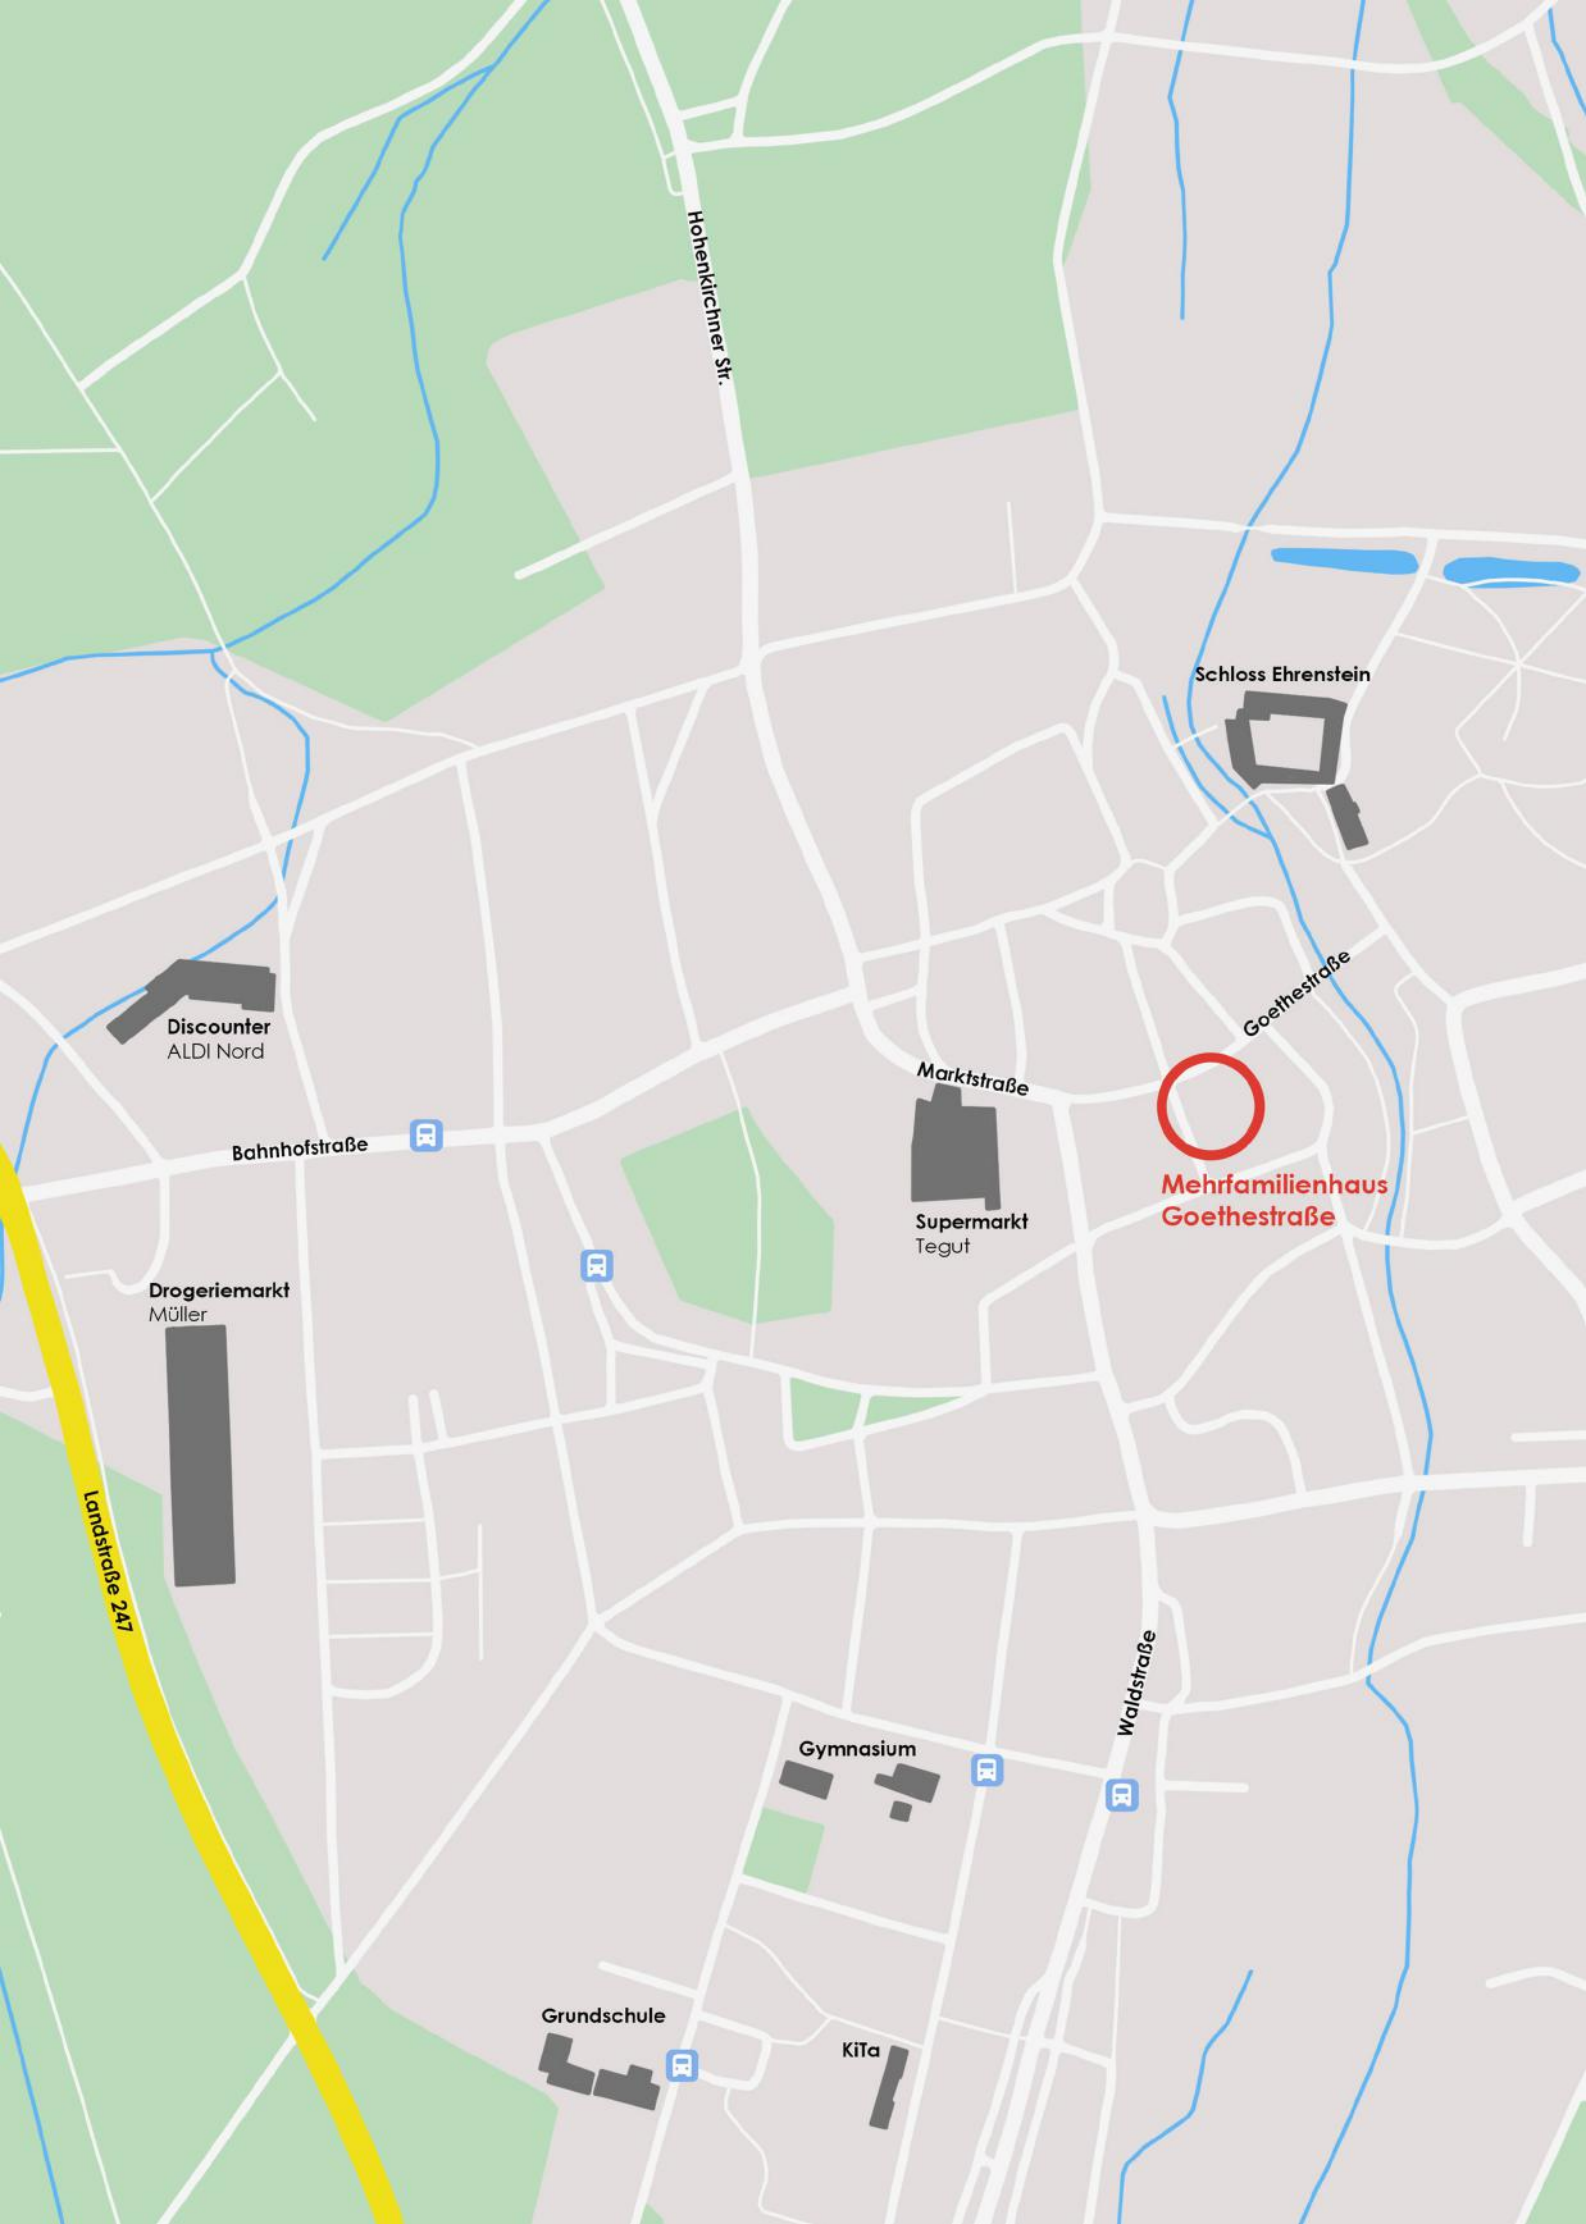 Hohenkirchner Str.
Schloss Ehrenstein
Goethestraße
Discounter
ALDI Nord
Marktstraße
Bahnhofstraße
Mehrfamilienhaus
Goethestraße
Supermarkt
Tegut
Drogeriemarkt
Müller
Landstraße 247
Waldstraße
Gymnasium
Grundschule
KiTa